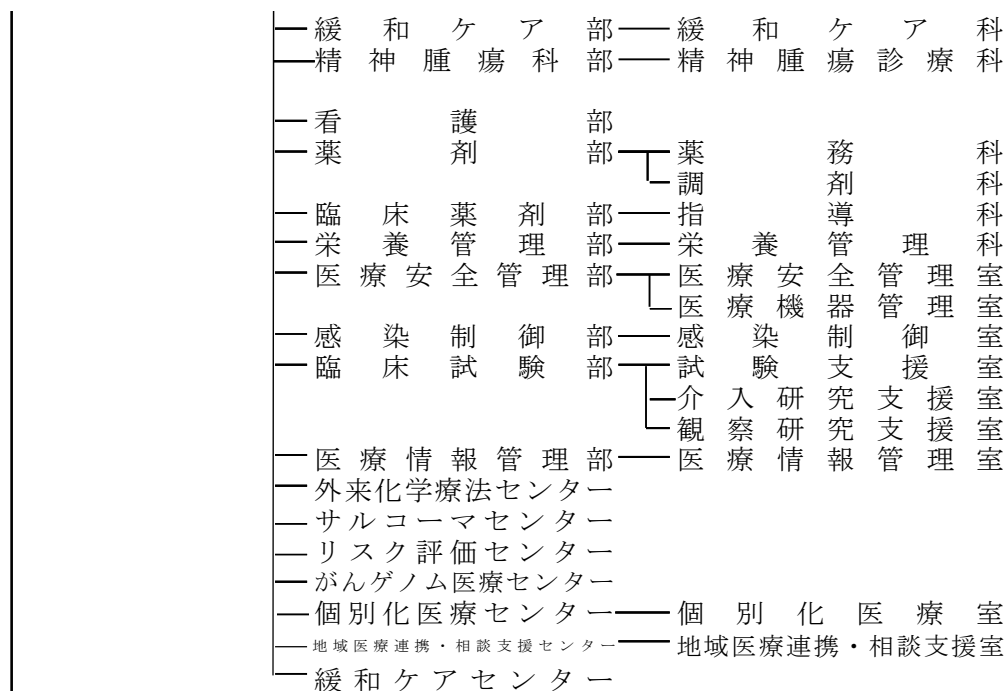 緩和ケア部 緩和ケア科
精神腫瘍科部 精神腫瘍診療科
看護部
薬剤部 薬務科
調剤科
臨床薬剤部 指導科
栄養管理部 栄養管理科
医療安全管理部 医療安全管理室
医療機器管理室
感染制御部 感染制御室
臨床試験部 試験支援室
介入研究支援室
観察研究支援室
医療情報管理部 医療情報管理室
外来化学療法センター
サルコーマセンター
リスク評価センター
がんゲノム医療センター
個別化医療センター 個別化医療室
地域医療連携・相談支援センター 地域医療連携・相談支援室
緩和ケアセンター